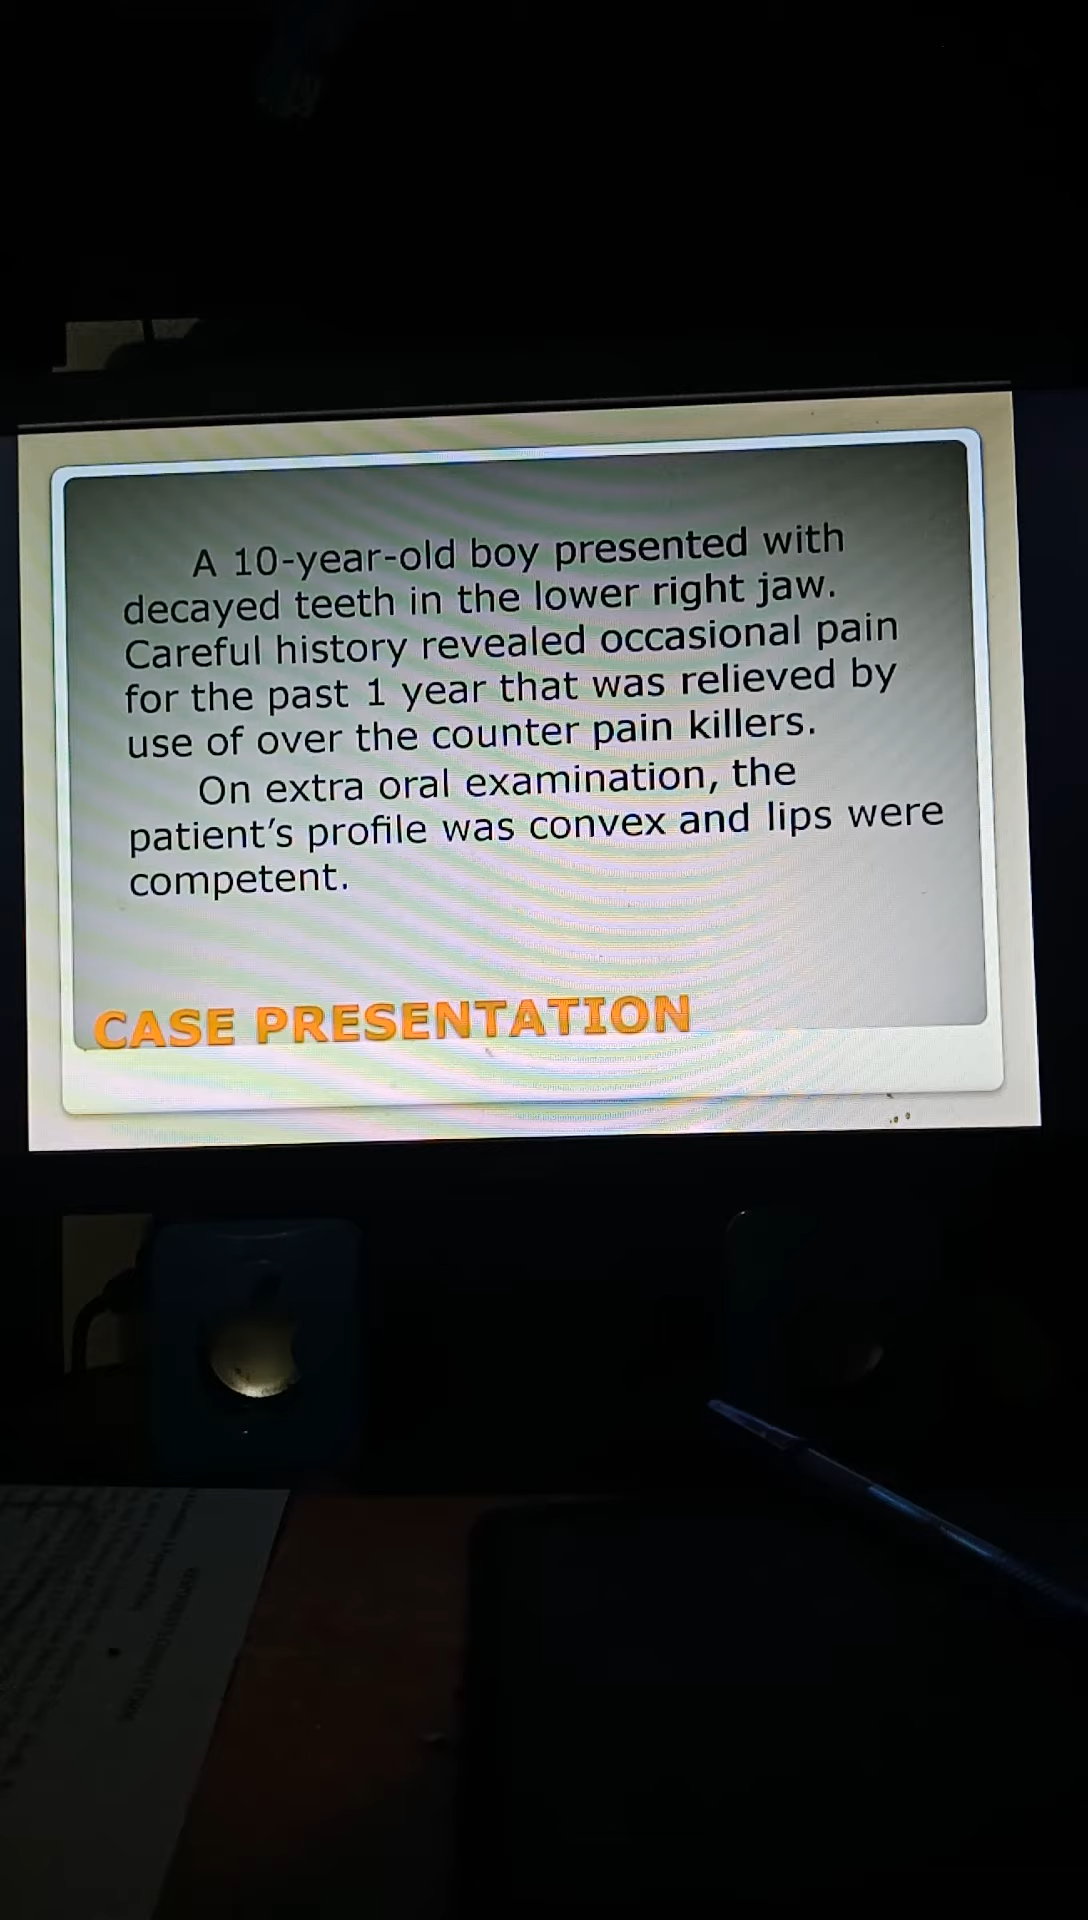 A 10-year-old boy presented with
decayed teeth in the lower right jaw.
Careful history revealed occasional pain
for the past 1 year that was relieved by
use of over the counter pain killers.
On extra oral examination, the
patient's profile was convex and lips were
competent.
CASE PRESENTATION